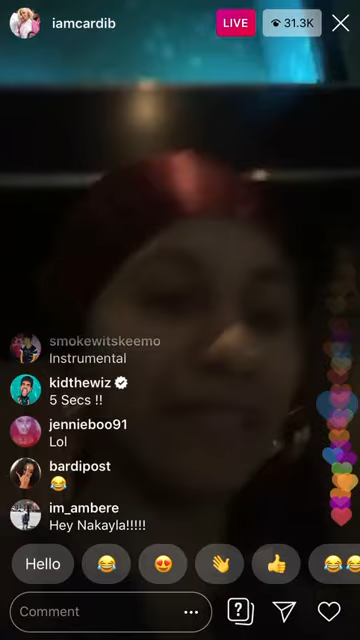 iamcardib
LIVE
31.3K
smokewitskeemo
Instrumental
kidthewiz
5 Secs !!
jennieboo91
Lol
bardipost
😂
im_ambere
Hey Nakayla!!!!!
Hello 😂 😍 👋 👍 😂😂
Comment